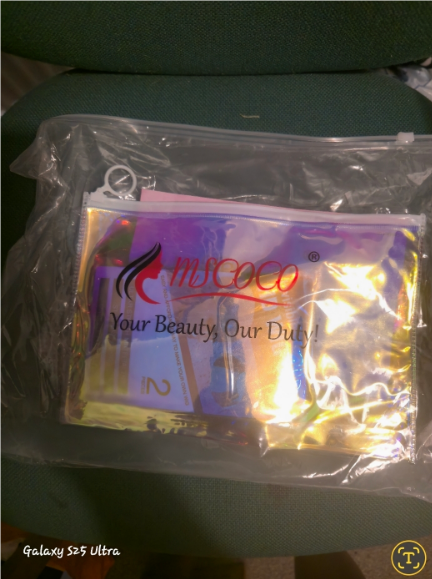 mscoco®
Your Beauty, Our Duty!
2
Galaxy S25 Ultra
T